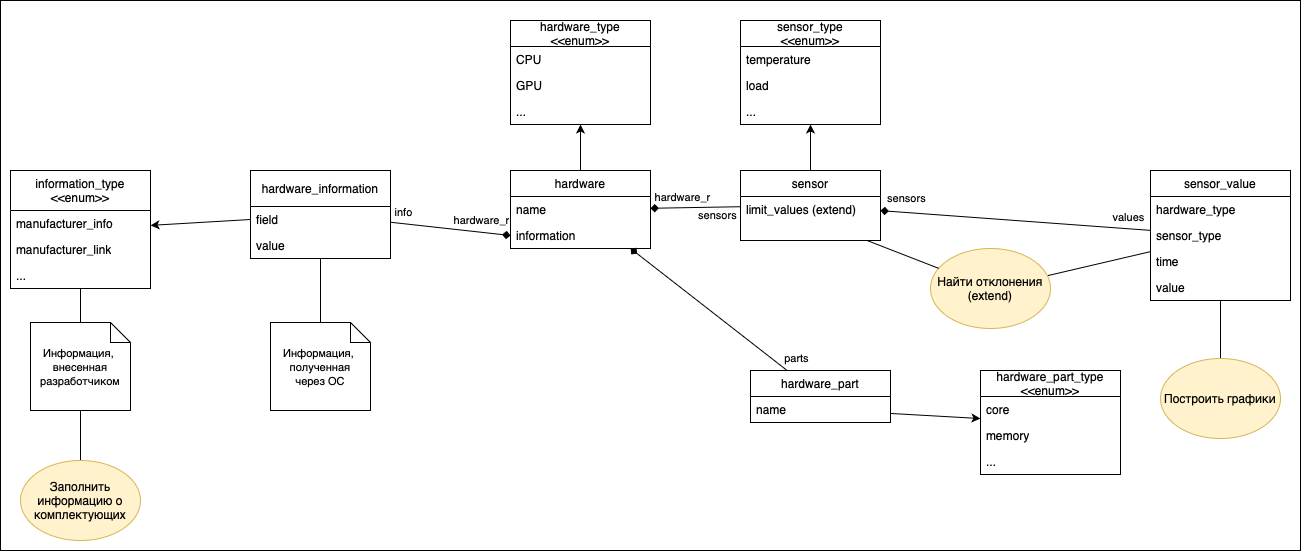 hardware_type
<<enum>>
CPU
GPU
...
sensor_type
<<enum>>
temperature
load
...
information_type
<<enum>>
manufacturer_info
manufacturer_link
...
hardware_information
field
value
info
hardware_r
hardware
name
information
hardware_r
sensors
sensor
limit_values (extend)
sensors
values
sensor_value
hardware_type
sensor_type
time
value
Найти отклонения
(extend)
Информация,
внесенная
разработчиком
Информация,
полученная
через ОС
parts
hardware_part
name
hardware_part_type
<<enum>>
core
memory
...
Построить графики
Заполнить
информацию о
комплектующих